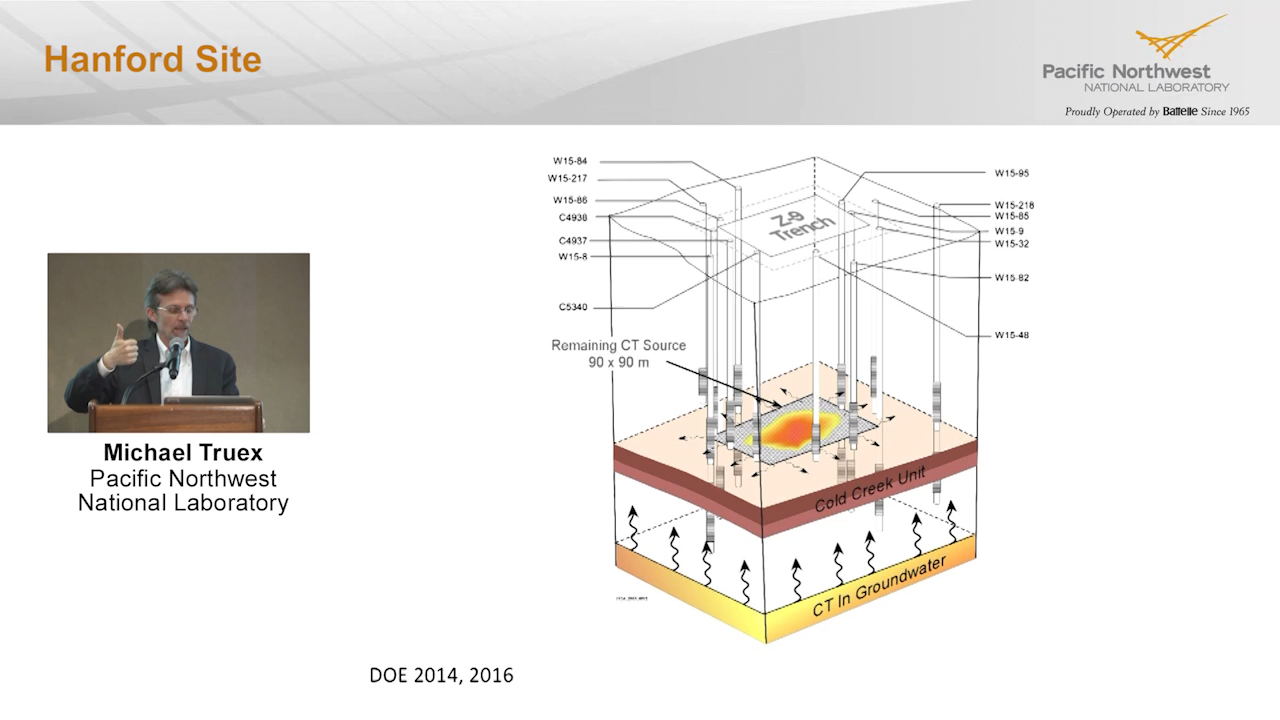 Hanford Site
Pacific Northwest
NATIONAL LABORATORY
Proudly Operated by Battelle Since 1965
W15-84
W15-217
W15-86
C4938
C4937
W15-8
C5340
W15-95
W15-218
W15-85
W15-9
W15-32
W15-82
W15-48
Z-9
Trench
Remaining CT Source
90 x 90 m
Cold Creek Unit
CT In Groundwater
Michael Truex
Pacific Northwest
National Laboratory
DOE 2014, 2016